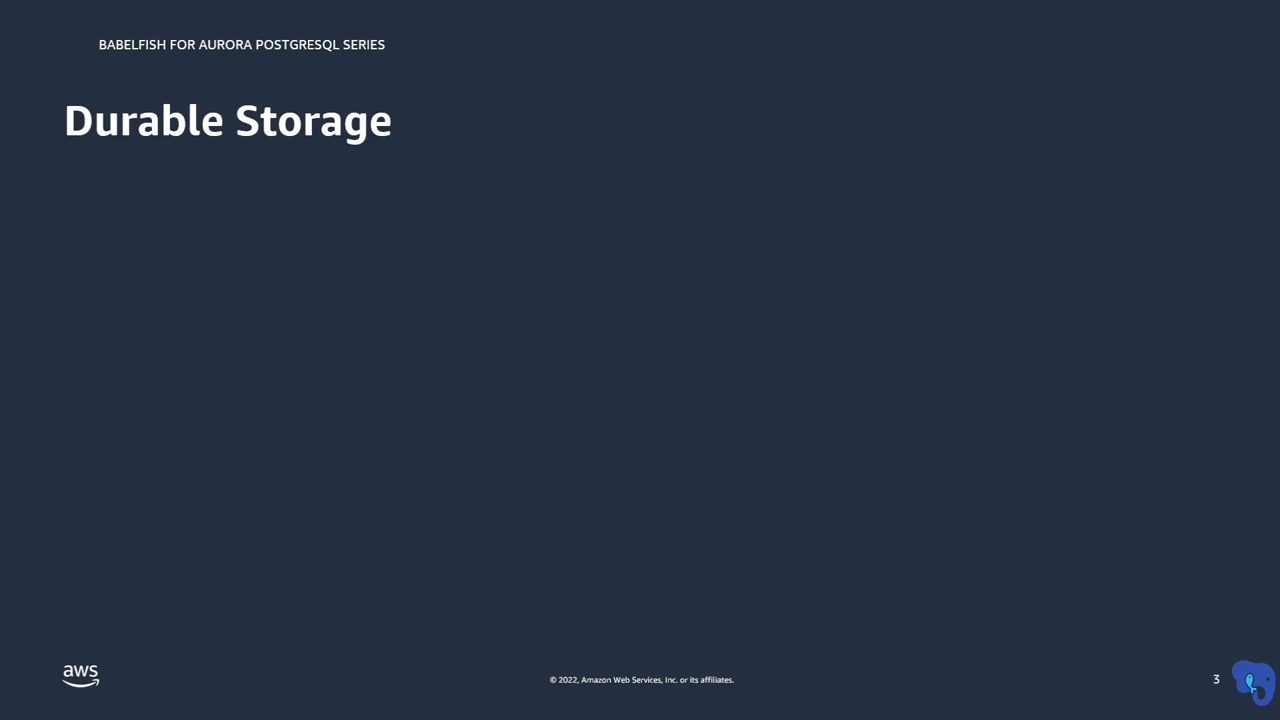 BABELFISH FOR AURORA POSTGRESQL SERIES
Durable Storage
aws
© 2022, Amazon Web Services, Inc. or its affiliates.
3